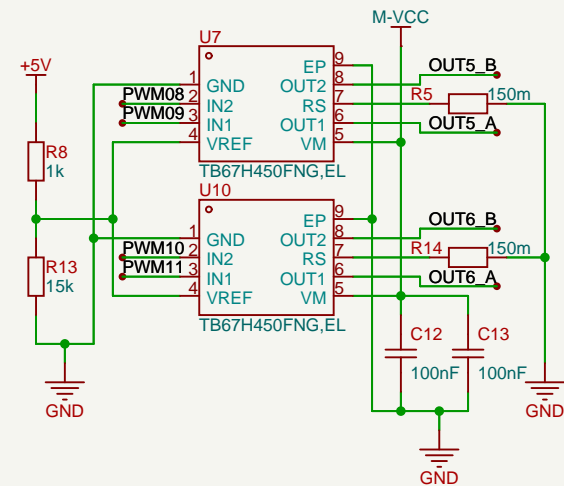 M-VCC
U7
+5V
9
EP
OUT5_B
1
GND
OUT2
8
PWM08
2
IN2
RS
7
R5
150m
PWM09
3
IN1
OUT1
6
OUT5_A
4
VREF
VM
5
R8
1k
TB67H450FNG,EL
U10
9
EP
OUT6_B
1
GND
OUT2
8
PWM10
2
IN2
RS
7
R14
150m
R13
15k
PWM11
3
IN1
OUT1
6
OUT6_A
4
VREF
VM
5
TB67H450FNG,EL
C12
100nF
C13
100nF
GND
GND
GND